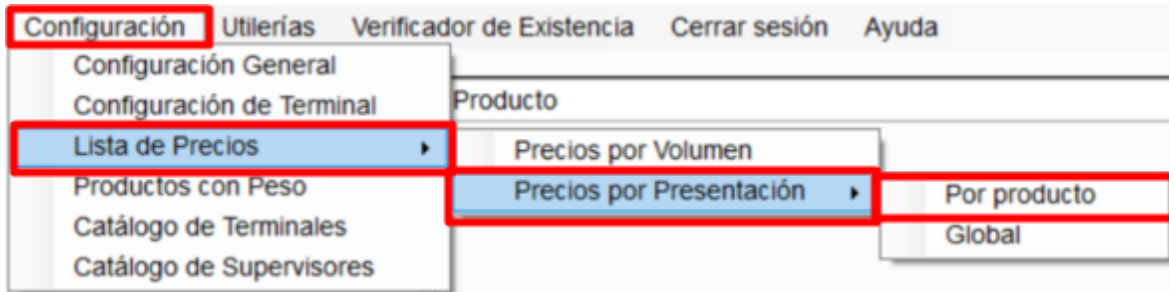 Configuración Utilerías Verificador de Existencia Cerrar sesión Ayuda
Configuración General
Configuración de Terminal
Producto
Lista de Precios
Precios por Volumen
Productos con Peso
Precios por Presentación
Por producto
Catálogo de Terminales
Global
Catálogo de Supervisores